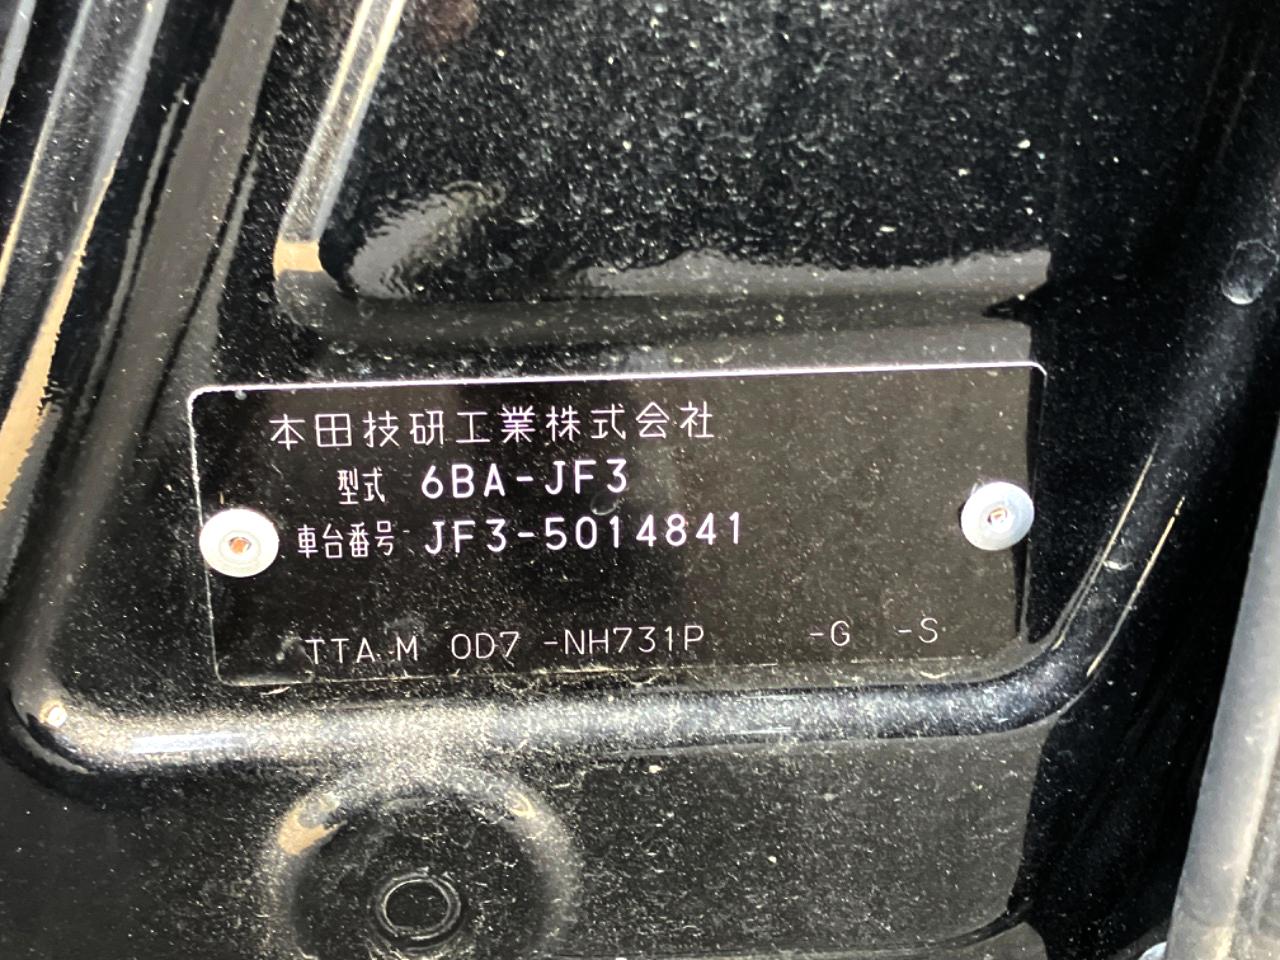 本田技研工業株式会社
型式 6BA-JF3
車台番号 JF3-5014841
TTA M 0D7 -NH731P -G -S